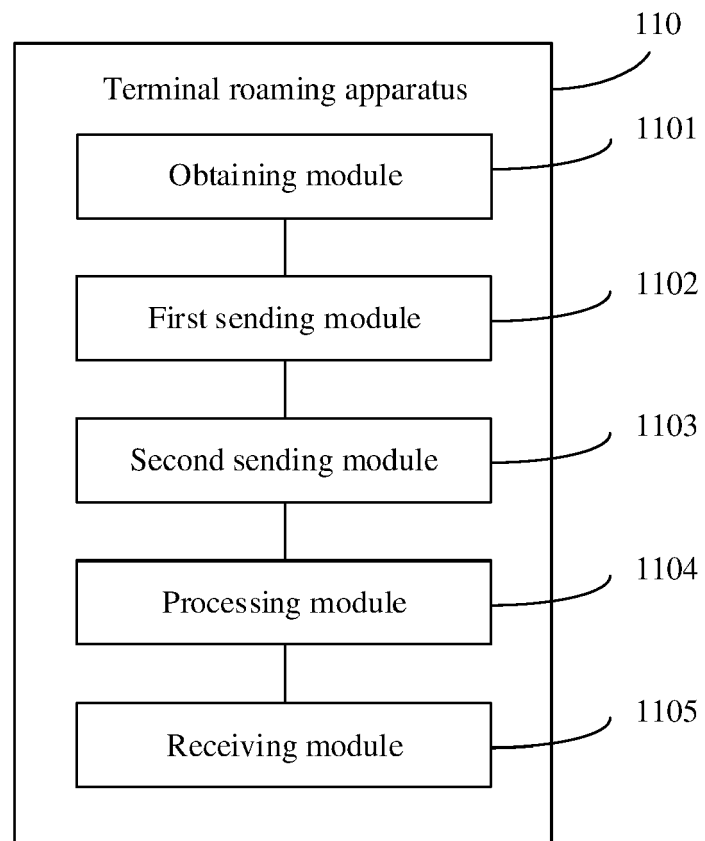 110
Terminal roaming apparatus
1101
Obtaining module
1102
First sending module
1103
Second sending module
1104
Processing module
1105
Receiving module